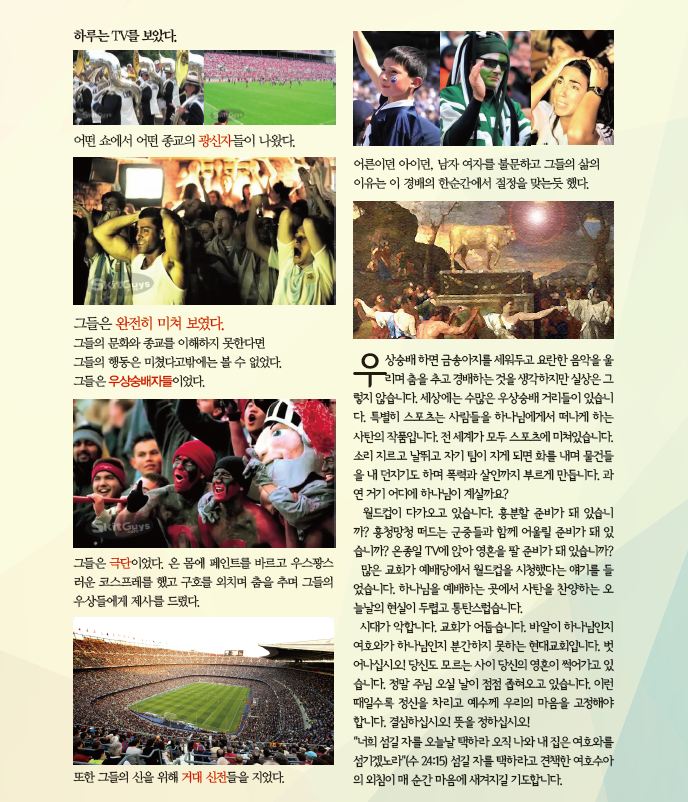 하루는 TV를 보았다.
어떤 쇼에서 어떤 종교의 광신자들이 나왔다.
SkitGuys
그들은 완전히 미쳐 보였다.
그들의 문화와 종교를 이해하지 못한다면
그들의 행동은 미쳤다고밖에는 볼 수 없었다.
그들은 우상숭배자들이었다.
SkitGuys
그들은 극단이었다. 온 몸에 페인트를 바르고 우스꽝스
러운 코스프레를 했고 구호를 외치며 춤을 추며 그들의
우상들에게 제사를 드렸다.
또한 그들의 신을 위해 거대 신전들을 지었다.
어른이던 아이던, 남자 여자를 불문하고 그들의 삶의
이유는 이 경배의 한순간에서 절정을 맞는듯 했다.
우상숭배 하면 금송아지를 세워두고 요란한 음악을 울
리며 춤을 추고 경배하는 것을 생각하지만 실상은 그
렇지 않습니다. 세상에는 수많은 우상숭배 거리들이 있습니
다. 특별히 스포츠는 사람들을 하나님에게서 떠나게 하는
사탄의 작품입니다. 전 세계가 모두 스포츠에 미쳐있습니다.
소리 지르고 날뛰고 자기 팀이 지게 되면 화를 내며 물건들
을 내 던지기도 하며 폭력과 살인까지 부르게 만듭니다. 과
연 거기 어디에 하나님이 계실까요?
월드컵이 다가오고 있습니다. 흥분할 준비가 돼 있습니
까? 흥청망청 떠드는 군중들과 함께 어울릴 준비가 돼 있
습니까? 온종일 TV에 앉아 영혼을 팔 준비가 돼 있습니까?
많은 교회가 예배당에서 월드컵을 시청했다는 얘기를 들
었습니다. 하나님을 예배하는 곳에서 사탄을 찬양하는 오
늘날의 현실이 두렵고 통탄스럽습니다.
시대가 악합니다. 교회가 어둡습니다. 바알이 하나님인지
여호와가 하나님인지 분간하지 못하는 현대교회입니다. 벗
어나십시오! 당신도 모르는 사이 당신의 영혼이 썩어가고 있
습니다. 정말 주님 오실 날이 점점 좁혀오고 있습니다. 이런
때일수록 정신을 차리고 예수께 우리의 마음을 고정해야
합니다. 결심하십시오! 뜻을 정하십시오!
"너희 섬길 자를 오늘날 택하라 오직 나와 내 집은 여호와를
섬기겠노라"(수 24:15) 섬길 자를 택하라고 견책한 여호수아
의 외침이 매 순간 마음에 새겨지길 기도합니다.